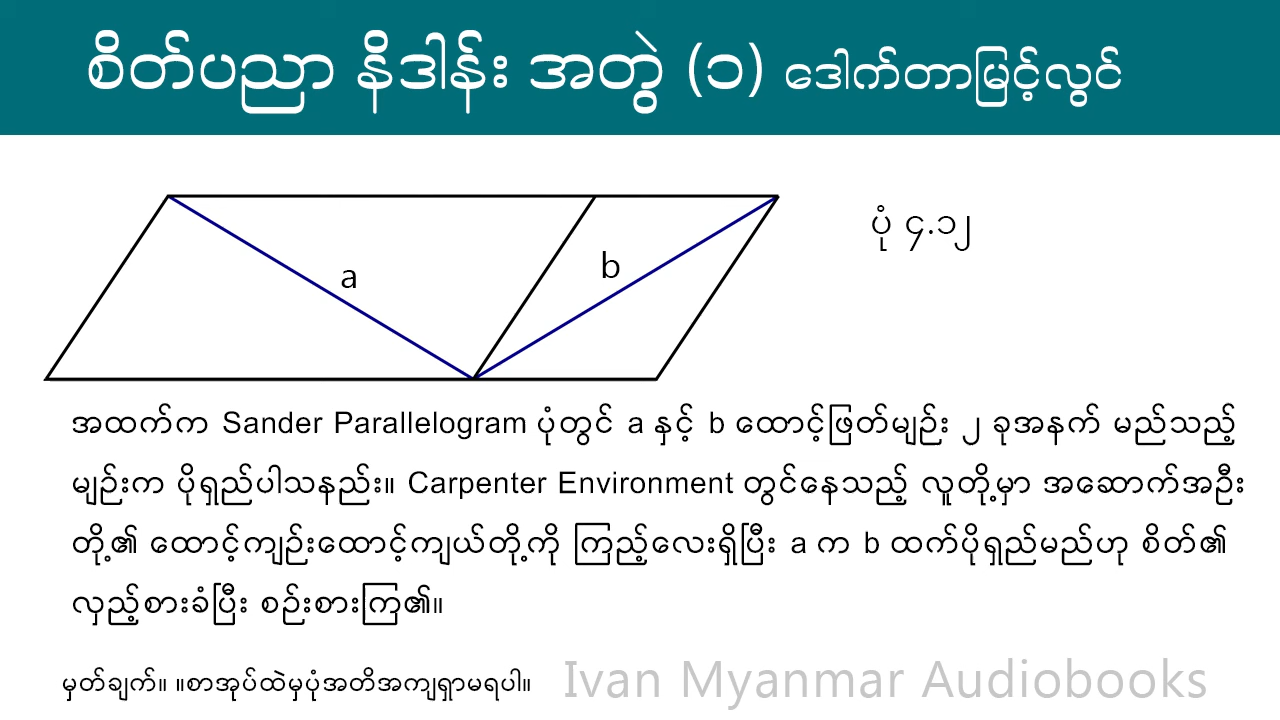 စိတ်ပညာ နိဒါန်း အတွဲ (၁) ဒေါက်တာမြင့်လွင်
ပုံ ၄.၁၂
a
b
အထက်က Sander Parallelogram ပုံတွင် a နှင့် b ထောင့်ဖြတ်မျဉ်း ၂ ခုအနက် မည်သည့်
မျဉ်းက ပိုရှည်ပါသနည်း။ Carpenter Environment တွင်နေသည့် လူတို့မှာ အဆောက်အဦး
တို့၏ ထောင့်ကျဉ်းထောင့်ကျယ်တို့ကို ကြည့်လေးရှိပြီး a က b ထက်ပိုရှည်မည်ဟု စိတ်၏
လှည့်စားခံပြီး စဉ်းစားကြ၏။
မှတ်ချက်။ ။စာအုပ်ထဲမှပုံအတိအကျရှာမရပါ။
Ivan Myanmar Audiobooks